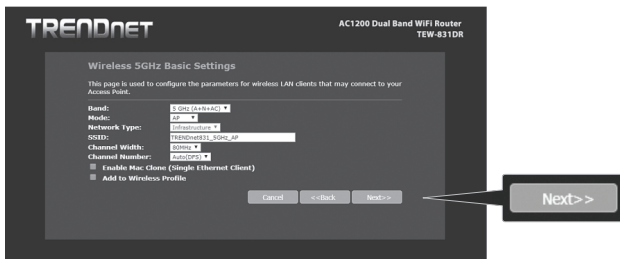 TRENDNET
AC1200 Dual Band WiFi Router
TEW-831DR
Wireless 5GHz Basic Settings
This page is used to configure the parameters for wireless LAN clients that may connect to your
Access Point.
Band: 5 GHz (A+N+AC)
Mode: AP
Network Type: Infrastructure
SSID: TRENDnet831_5GHz_AP
Channel Width: 80MHz
Channel Number: Auto(DFS)
Enable Mac Clone (Single Ethernet Client)
Add to Wireless Profile
Cancel <<Back Next>>
Next>>